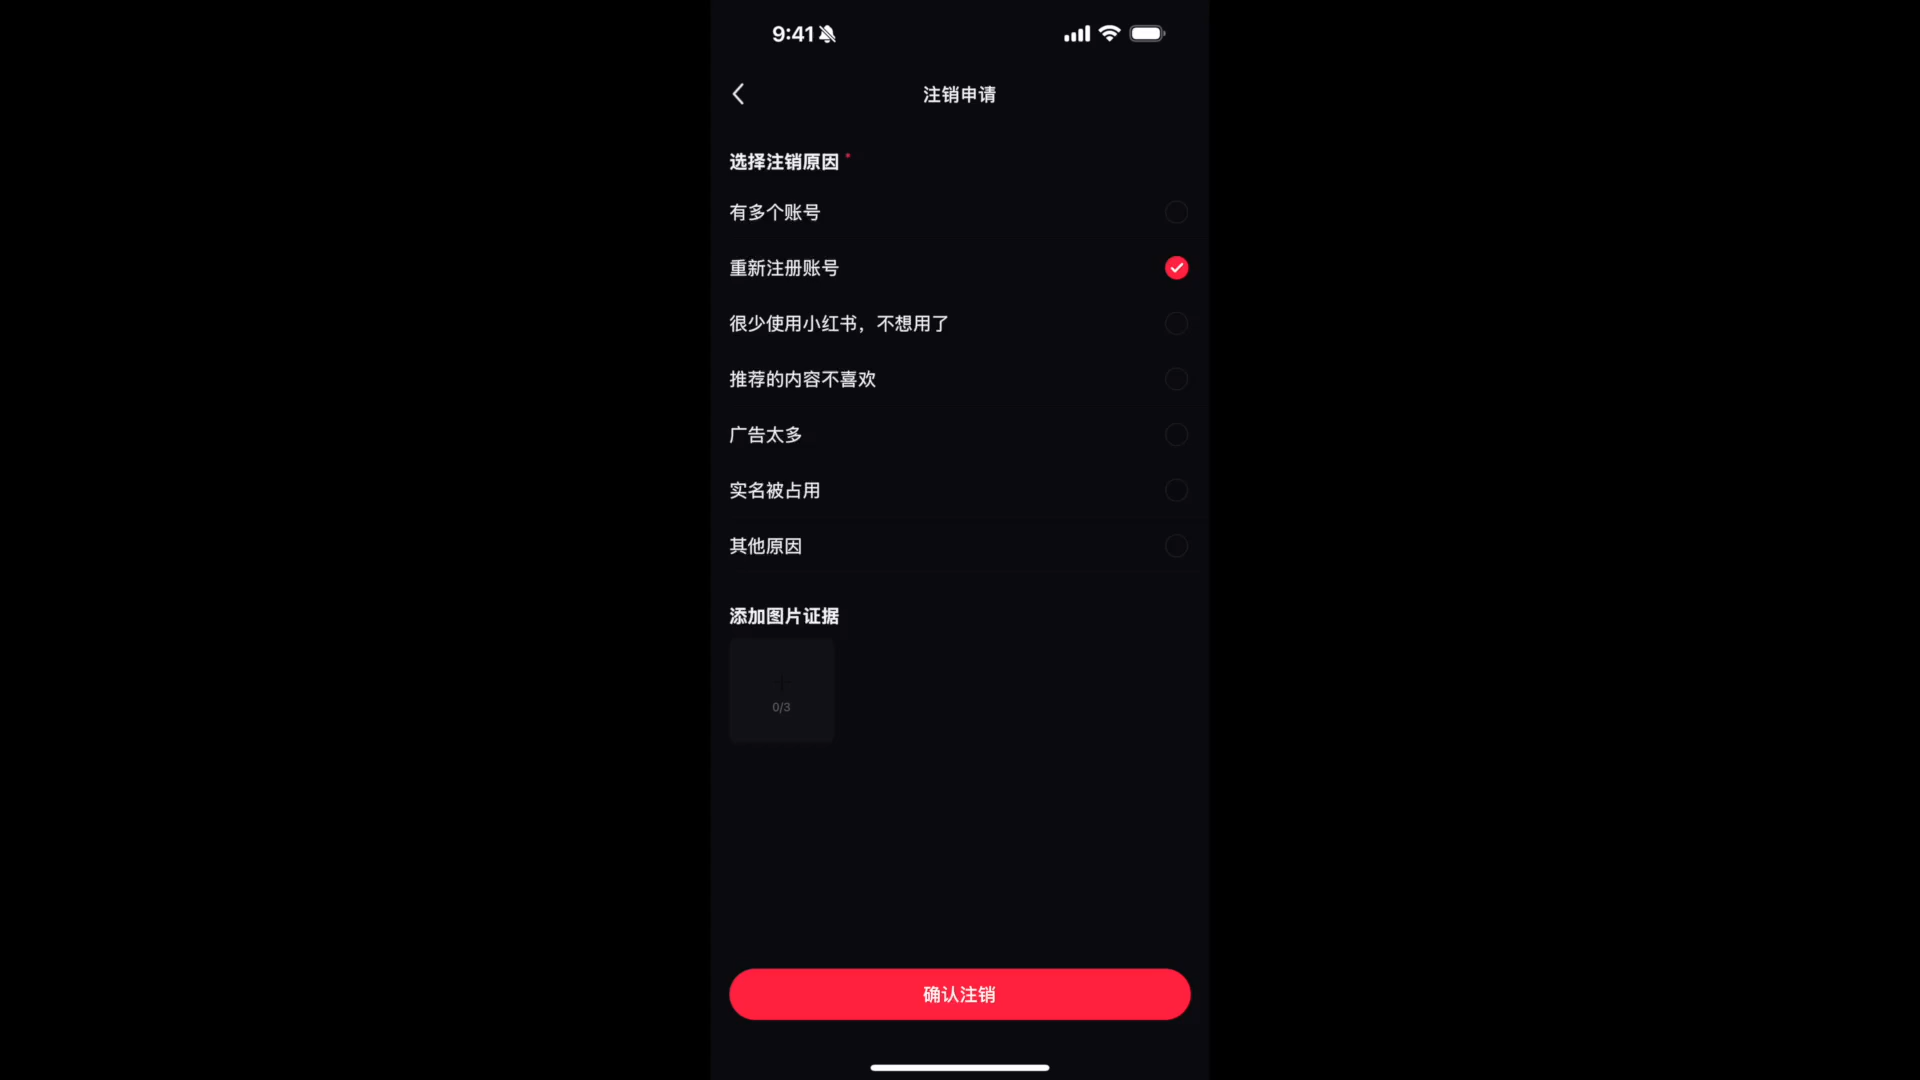 9:41
注销申请
选择注销原因 *
有多个账号
重新注册账号
很少使用小红书，不想用了
推荐的内容不喜欢
广告太多
实名被占用
其他原因
添加图片证据
0/3
确认注销